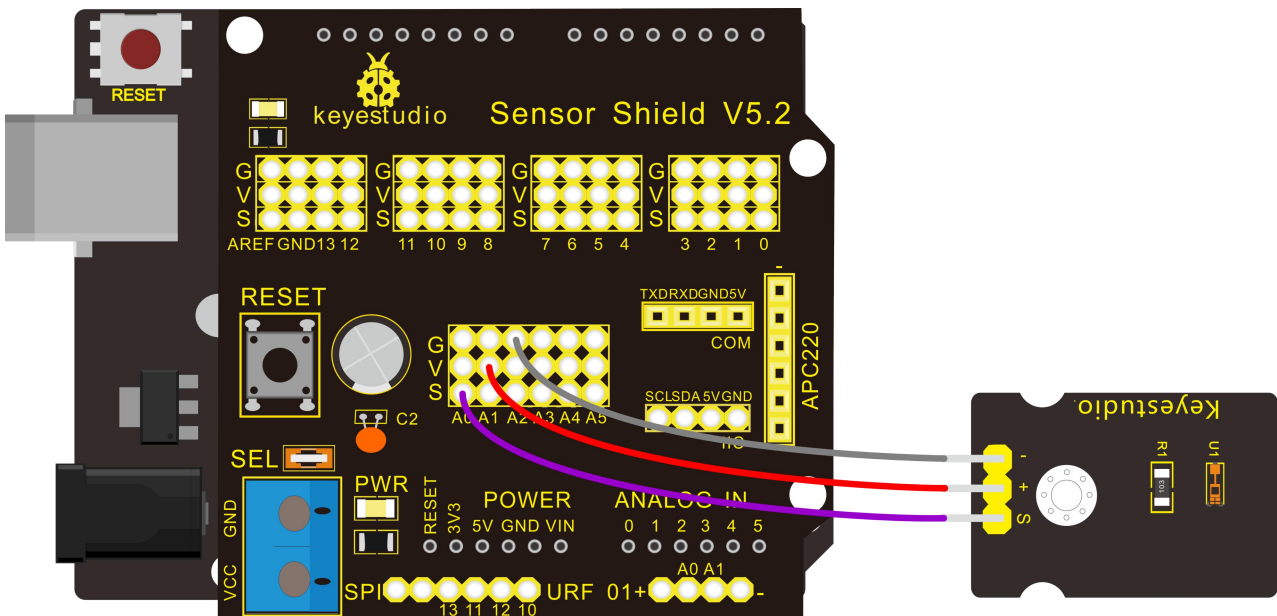 RESET
keyestudio
Sensor Shield V5.2
G
V
S
AREF GND 13 12
G
V
S
11 10 9 8
G
V
S
7 6 5 4
G
V
S
3 2 1 0
RESET
C2
G
V
S
A0 A1 A2 A3 A4 A5
TXD RXD GND 5V
COM
SCL SDA 5V GND
IIC
-
APC220
SEL
PWR
GND
VCC
POWER
RESET 3V3 5V GND VIN
ANALOG IN
0 1 2 3 4 5
SPI
13 11 12 10
URF 01+
A0 A1
-
Keyestudio
-
+
S
R1
103
U1